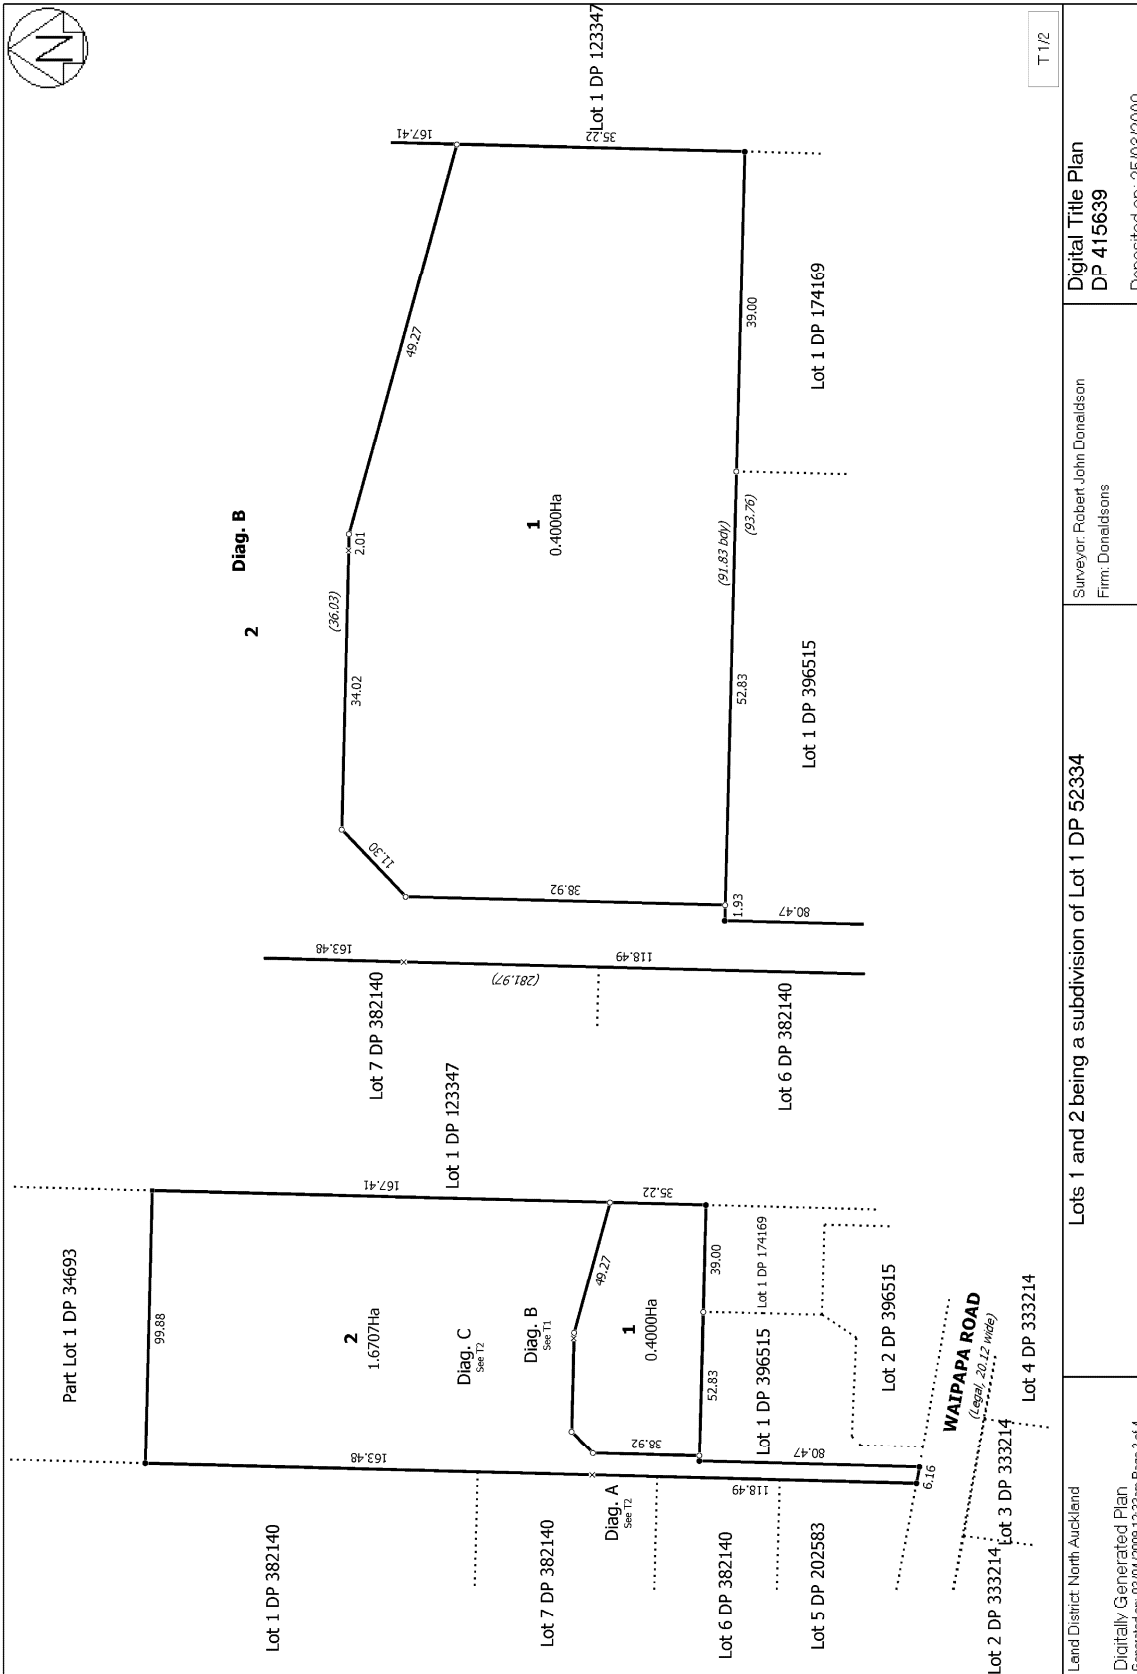 N
T 1/2
Part Lot 1 DP 34693
99.88
Lot 1 DP 382140
163.48
2
1.6707Ha
167.41
Lot 1 DP 123347
Diag. C
See T2
Diag. B
See T1
49.27
35.22
Lot 7 DP 382140
Diag. A
See T2
38.92
1
0.4000Ha
52.83
39.00
Lot 1 DP 174169
Lot 1 DP 396515
Lot 6 DP 382140
118.49
80.47
Lot 5 DP 202583
Lot 2 DP 396515
6.16
WAIPAPA ROAD
(Legal, 20.12 wide)
Lot 2 DP 333214
Lot 3 DP 333214
Lot 4 DP 333214
Diag. B
2
163.48
Lot 7 DP 382140
(281.97)
118.49
Lot 6 DP 382140
11.30
34.02
(36.03)
2.01
49.27
167.41
Lot 1 DP 123347
35.22
38.92
1
0.4000Ha
1.93
80.47
(91.83 bdy)
(93.76)
52.83
39.00
Lot 1 DP 396515
Lot 1 DP 174169
Land District: North Auckland
Digitally Generated Plan
Lots 1 and 2 being a subdivision of Lot 1 DP 52334
Surveyor: Robert John Donaldson
Firm: Donaldsons
Digital Title Plan
DP 415639